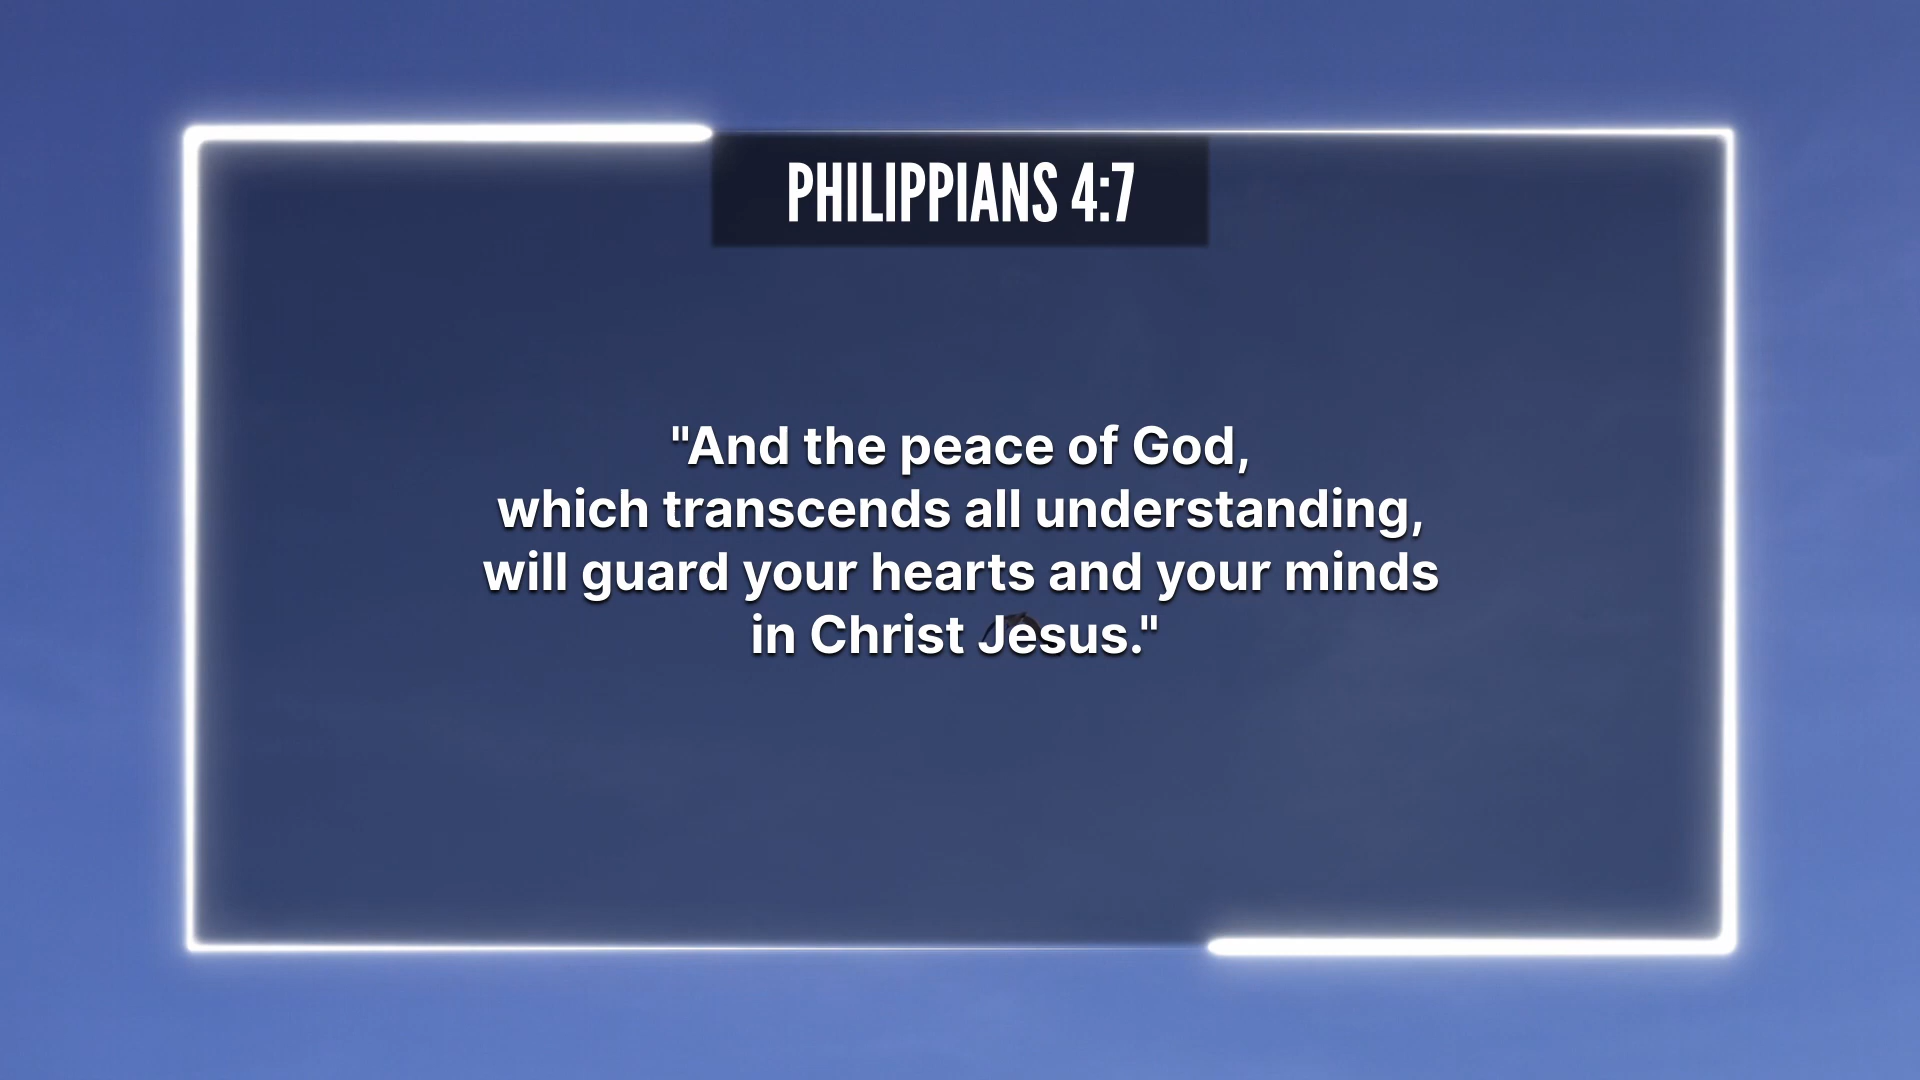 PHILIPPIANS 4:7
"And the peace of God,
which transcends all understanding,
will guard your hearts and your minds
in Christ Jesus."